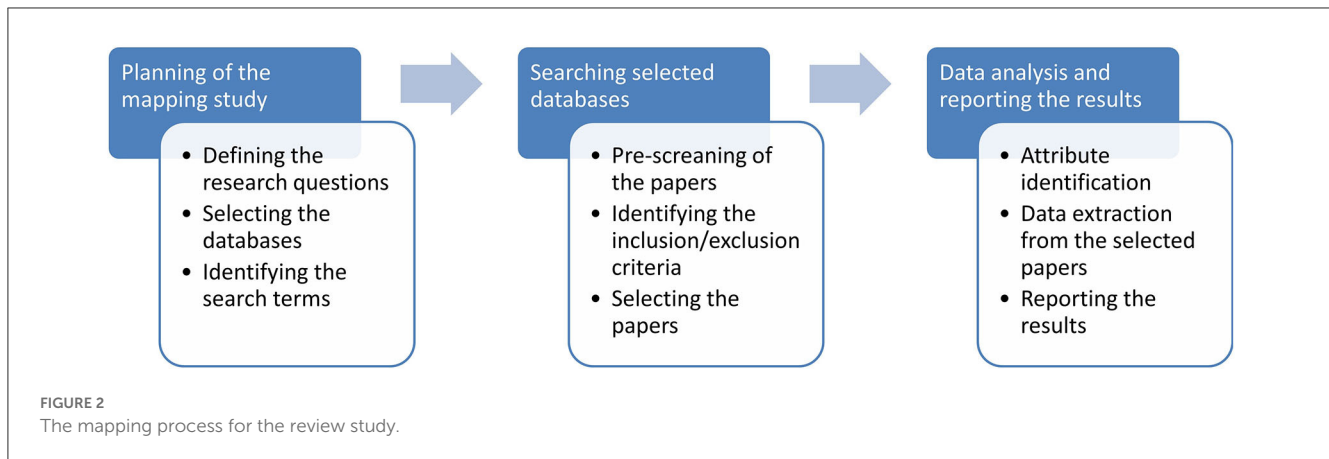 Planning of the
mapping study
• Defining the
research questions
• Selecting the
databases
• Identifying the
search terms
Searching selected
databases
• Pre-screaning of
the papers
• Identifying the
inclusion/exclusion
criteria
• Selecting the
papers
Data analysis and
reporting the results
• Attribute
identification
• Data extraction
from the selected
papers
• Reporting the
results
FIGURE 2
The mapping process for the review study.